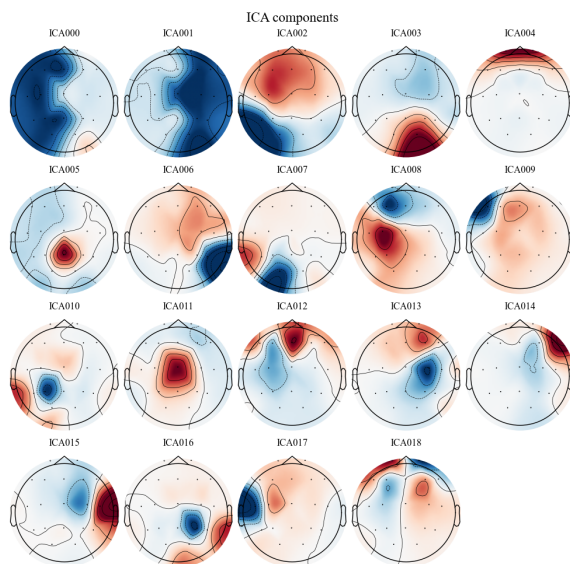 ICA components
ICA000 ICA001 ICA002 ICA003 ICA004
ICA005 ICA006 ICA007 ICA008 ICA009
ICA010 ICA011 ICA012 ICA013 ICA014
ICA015 ICA016 ICA017 ICA018